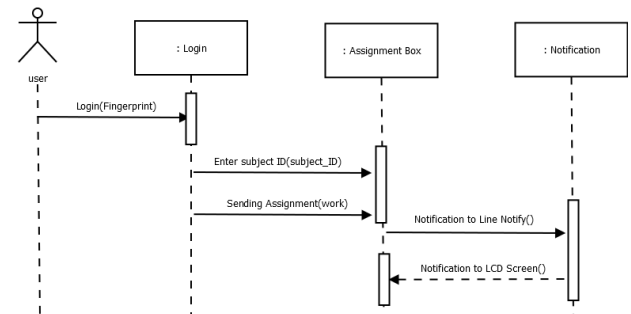 : Login
: Assignment Box
: Notification
user
Login(Fingerprint)
Enter subject ID(subject_ID)
Sending Assignment(work)
Notification to Line Notify()
Notification to LCD Screen()